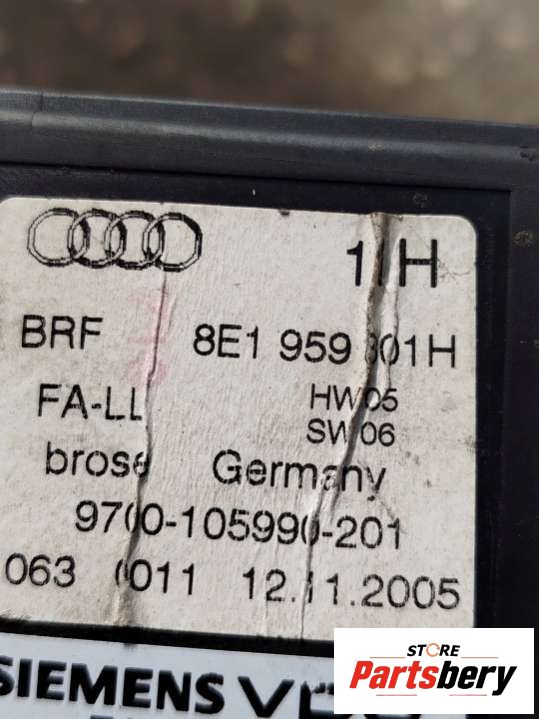 1 H
BRF 8E1 959 801H
FA-LL HW05
SW06
brose Germany
9700-105990-201
063 0011 12.11.2005
SIEMENS VDO
STORE
Partsbery